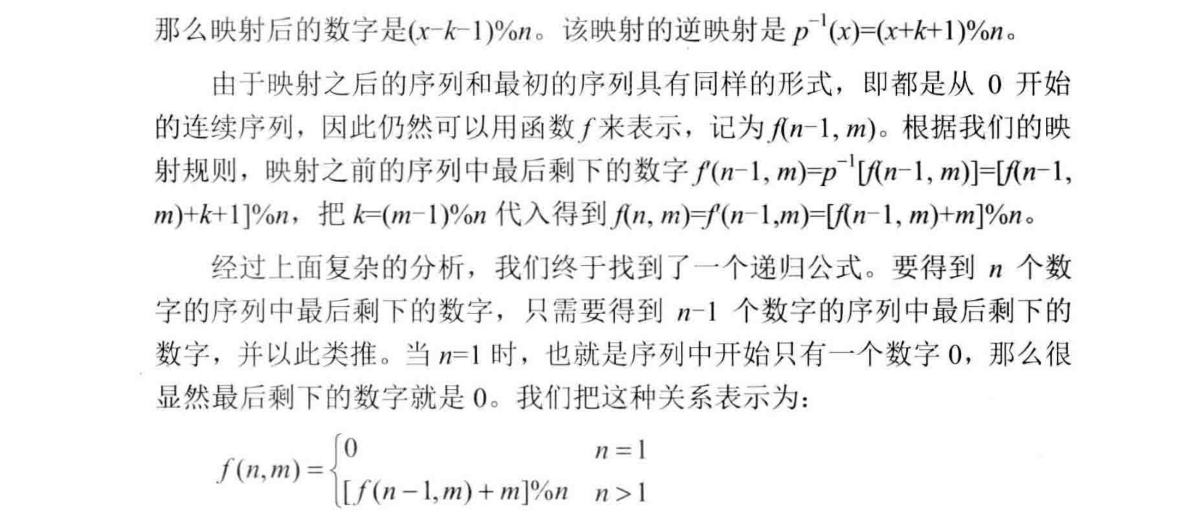 那么映射后的数字是(x-k-1)%n。该映射的逆映射是 p⁻¹(x)=(x+k+1)%n。
由于映射之后的序列和最初的序列具有同样的形式，即都是从 0 开始
的连续序列，因此仍然可以用函数 f 来表示，记为 f(n-1, m)。根据我们的映
射规则，映射之前的序列中最后剩下的数字 f'(n-1, m)=p⁻¹[f(n-1, m)]=[f(n-1,
m)+k+1]%n，把 k=(m-1)%n 代入得到 f(n, m)=f'(n-1,m)=[f(n-1, m)+m]%n。
经过上面复杂的分析，我们终于找到了一个递归公式。要得到 n 个数
字的序列中最后剩下的数字，只需要得到 n-1 个数字的序列中最后剩下的
数字，并以此类推。当 n=1 时，也就是序列中开始只有一个数字 0，那么很
显然最后剩下的数字就是 0。我们把这种关系表示为：
0 n=1
f(n,m)={
[f(n-1,m)+m]%n n>1